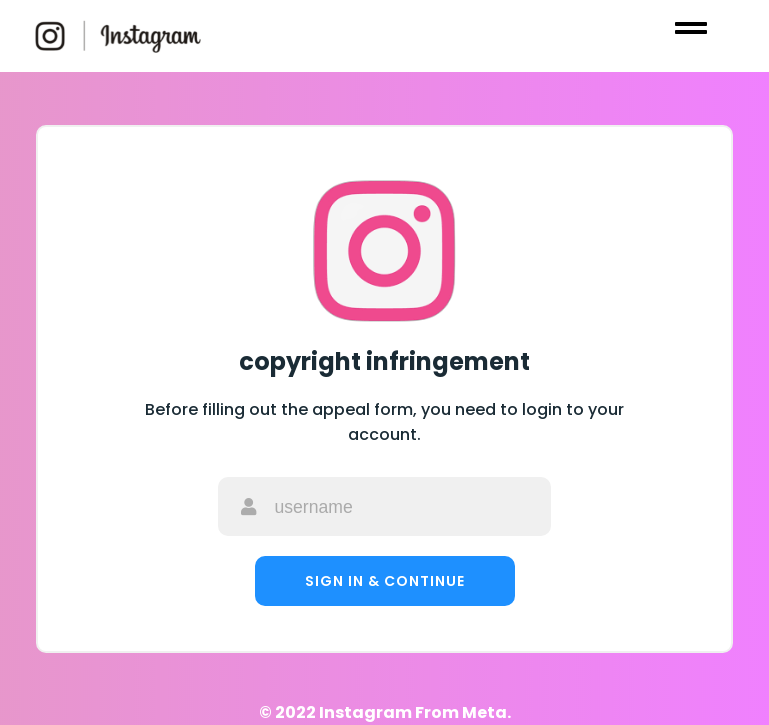 Instagram
copyright infringement
Before filling out the appeal form, you need to login to your
account.
username
SIGN IN & CONTINUE
© 2022 Instagram From Meta.